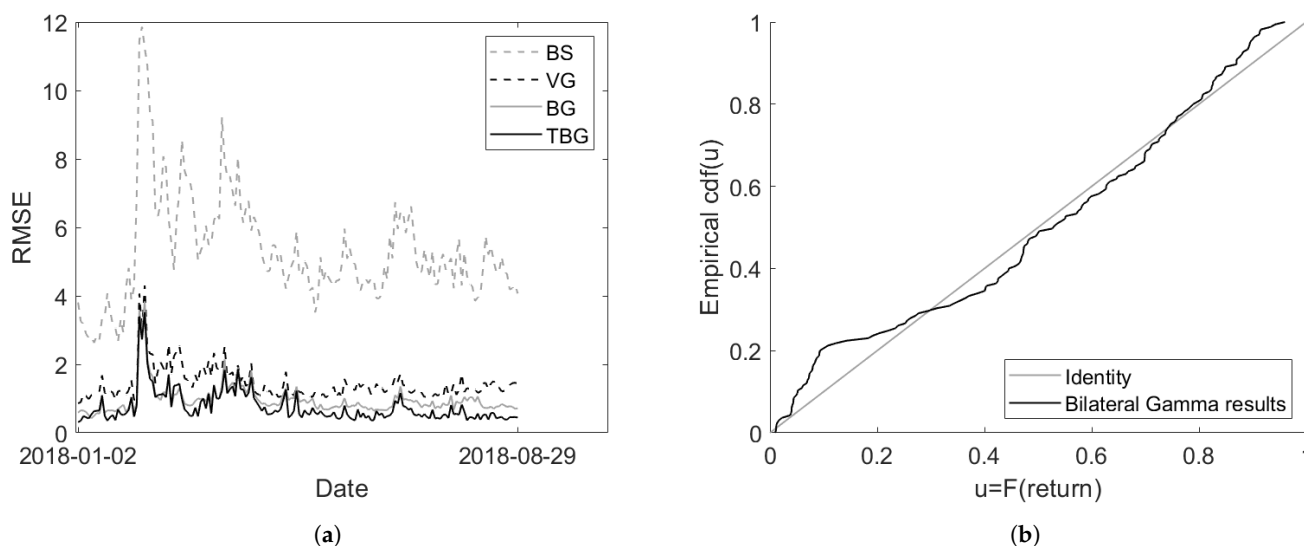 12
10
8
6
4
2
0
RMSE
BS
VG
BG
TBG
2018-01-02
2018-08-29
Date
(a)
1
0.8
0.6
0.4
0.2
0
Empirical cdf(u)
Identity
Bilateral Gamma results
0
0.2
0.4
0.6
0.8
1
u=F(return)
(b)